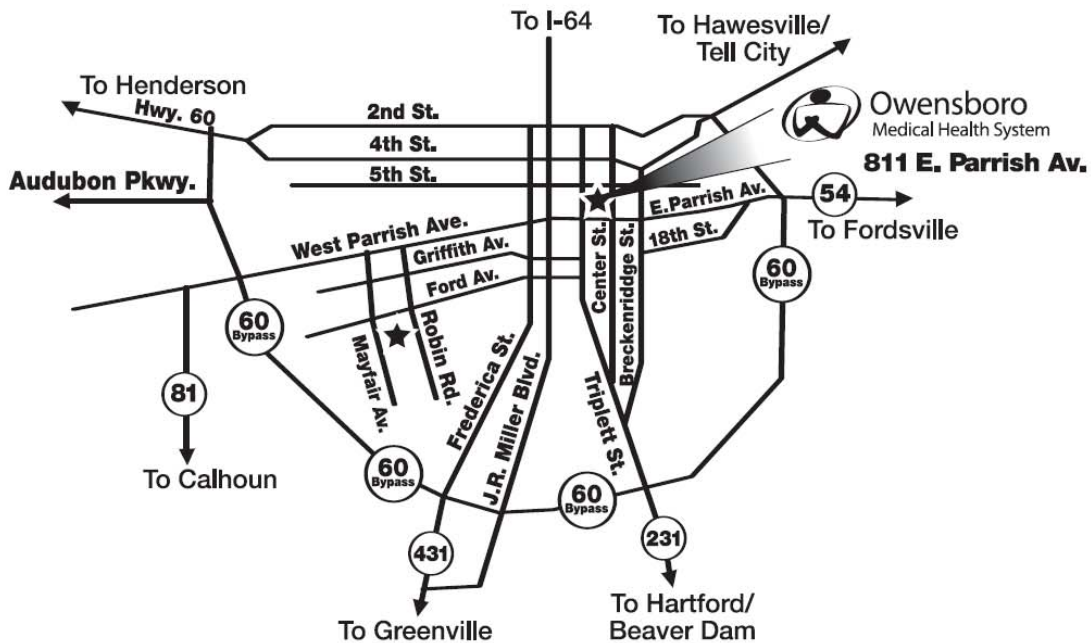 To I-64
To Hawesville/
Tell City
To Henderson
Hwy. 60
2nd St.
4th St.
5th St.
Owensboro
Medical Health System
811 E. Parrish Av.
Audubon Pkwy.
E. Parrish Av.
54
To Fordsville
West Parrish Ave.
Griffith Av.
Ford Av.
18th St.
Center St.
Breckenriddge St.
60
Bypass
60
Bypass
Mayfair Av.
Robin Rd.
Frederica St.
J.R. Miller Blvd.
Triplett St.
81
To Calhoun
60
Bypass
60
Bypass
431
231
To Greenville
To Hartford/
Beaver Dam